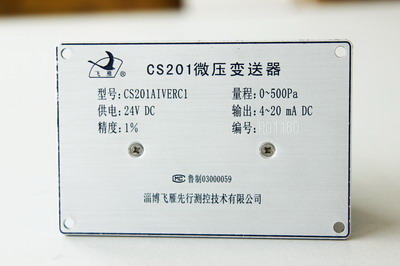 飞雁 ®
CS201微压变送器
型号: CS201AIVERC1
量程: 0~500Pa
供电: 24V DC
输出: 4~20 mA DC
精度: 1%
编号:
MC 鲁制03000059
淄博飞雁先行测控技术有限公司